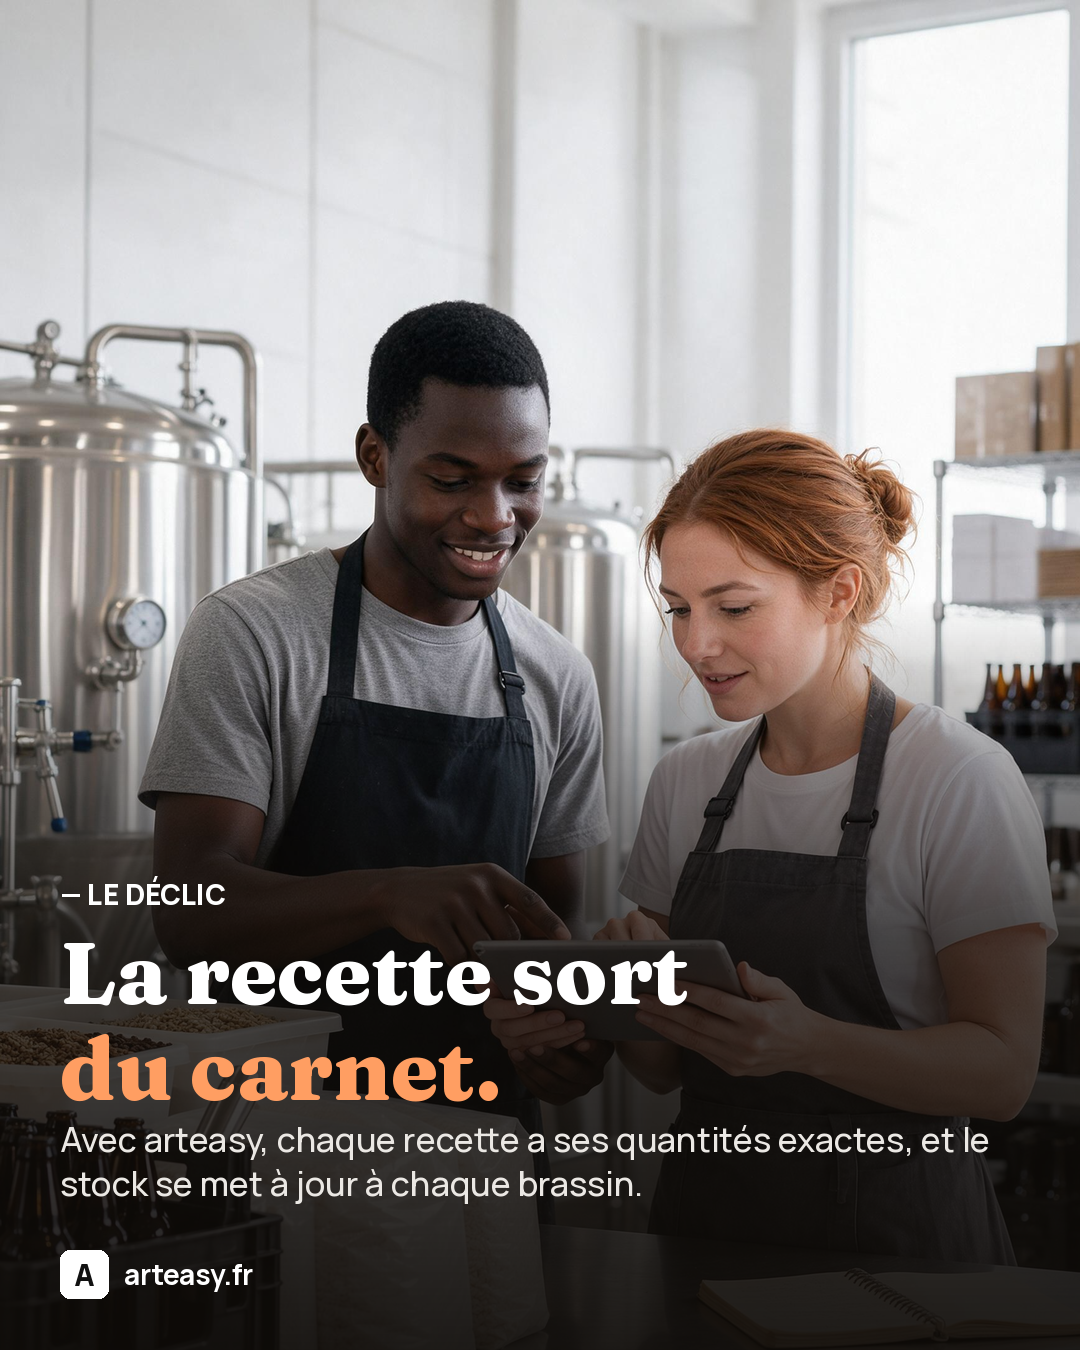 — LE DÉCLIC
La recette sort
du carnet.
Avec arteasy, chaque recette a ses quantités exactes, et le
stock se met à jour à chaque brassin.
A arteasy.fr